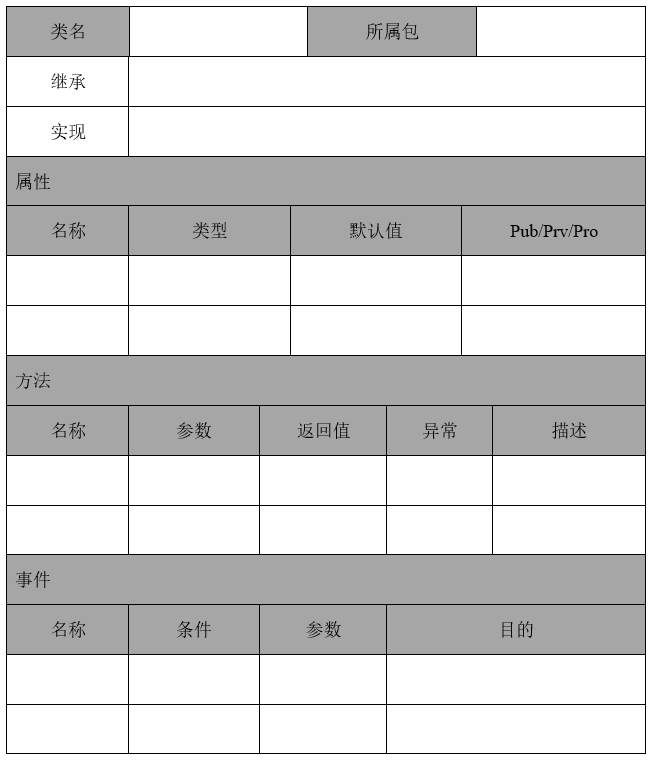 类名 所属包
继承
实现
属性
名称 类型 默认值 Pub/Prv/Pro
方法
名称 参数 返回值 异常 描述
事件
名称 条件 参数 目的